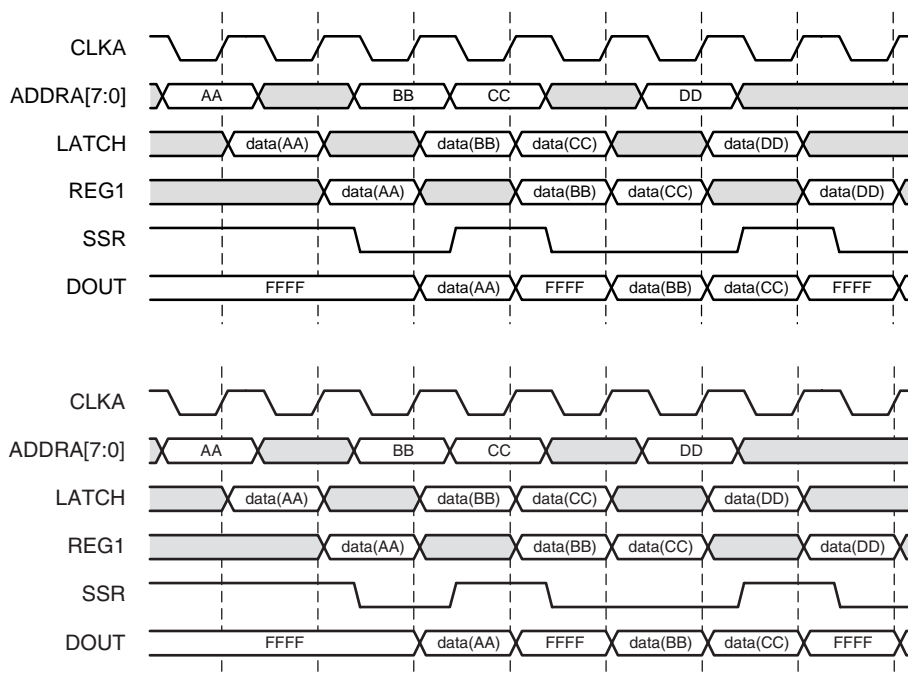 CLKA
ADDRA[7:0] AA BB CC DD
LATCH data(AA) data(BB) data(CC) data(DD)
REG1 data(AA) data(BB) data(CC) data(DD)
SSR
DOUT FFFF data(AA) FFFF data(BB) data(CC) FFFF
CLKA
ADDRA[7:0] AA BB CC DD
LATCH data(AA) data(BB) data(CC) data(DD)
REG1 data(AA) data(BB) data(CC) data(DD)
SSR
DOUT FFFF data(AA) FFFF data(BB) data(CC) FFFF